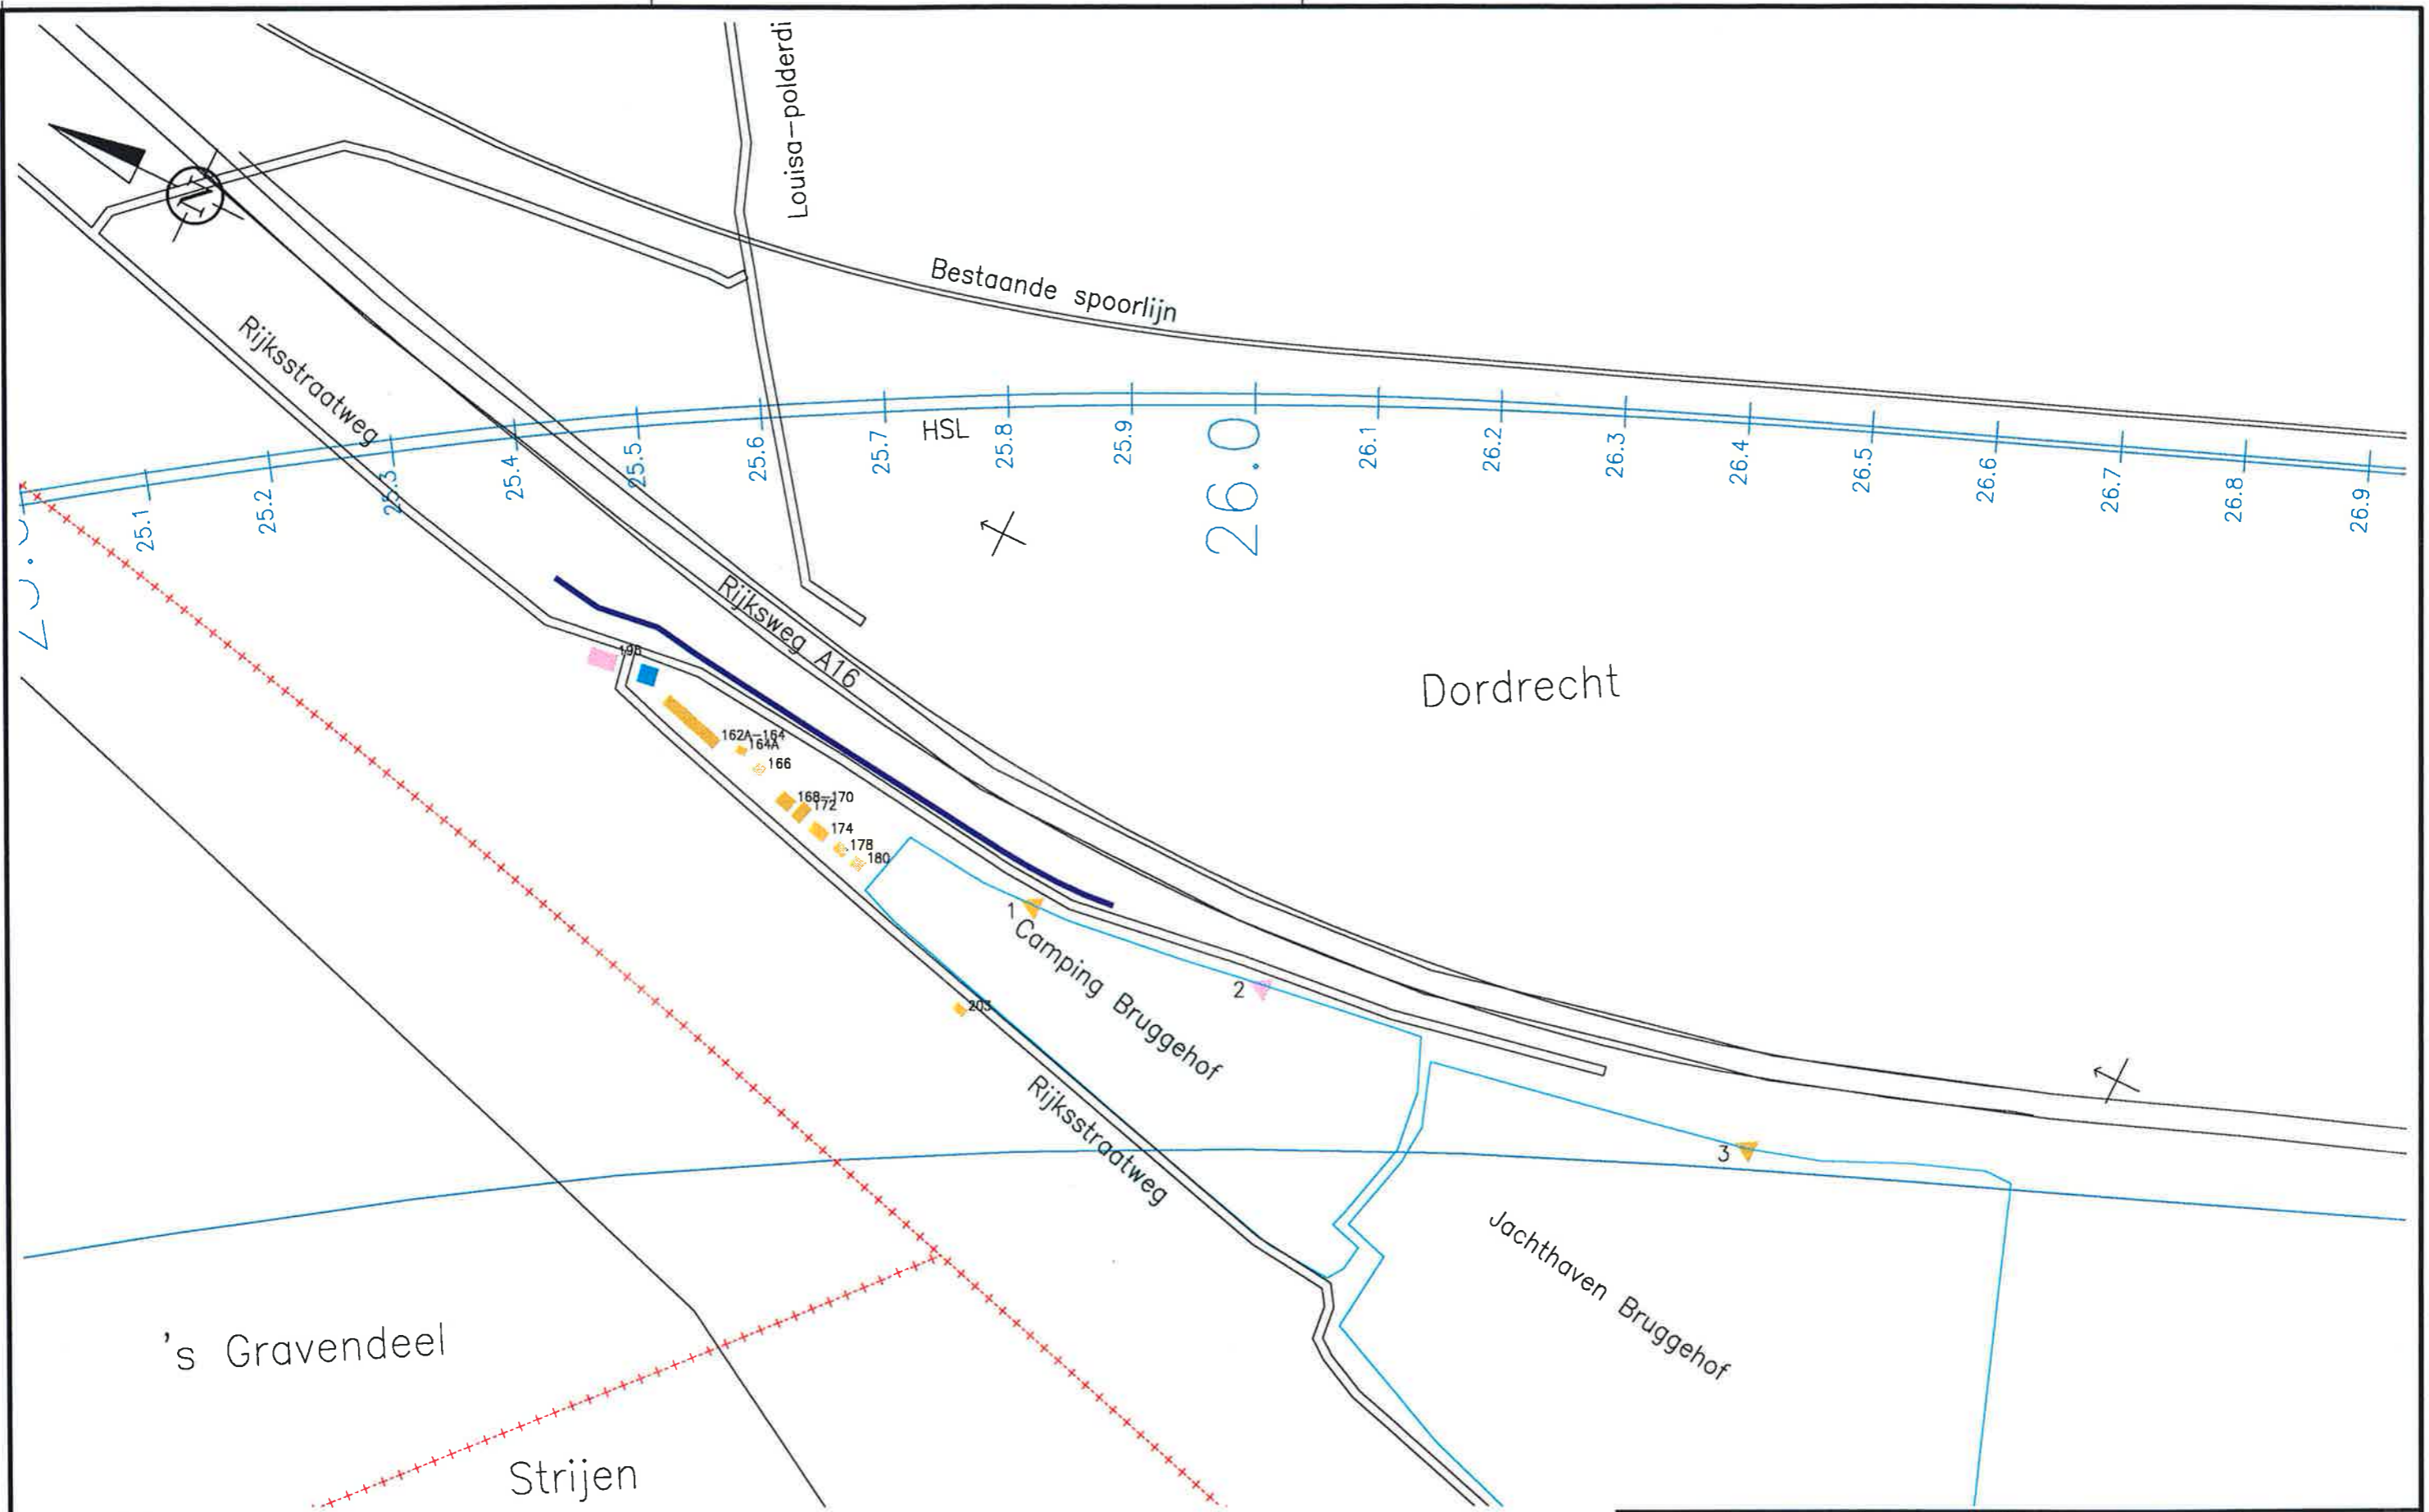 Louisa-polderdi
N
Bestaande spoorlijn
Rijksstraatweg
HSL
25.1
25.2
25.3
25.4
25.5
25.6
25.7
25.8
25.9
26.0
26.1
26.2
26.3
26.4
26.5
26.6
26.7
26.8
26.9
Rijksweg A16
Dordrecht
162A-164
164A
166
168-170
172
174
178
180
1
Camping Bruggehof
2
203
Rijksstraatweg
3
Jachthaven Bruggehof
's Gravendeel
Strijen